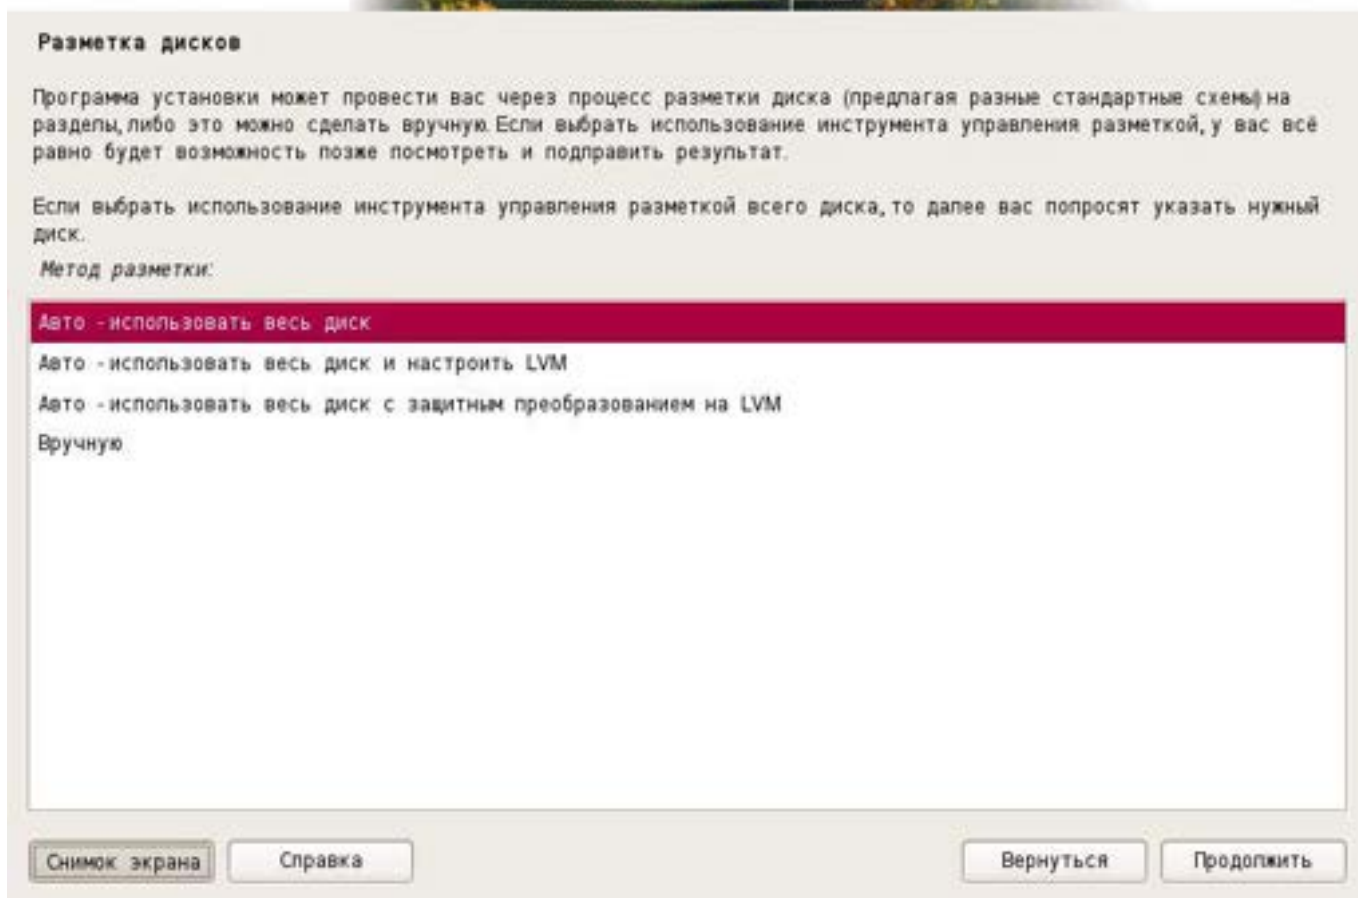 Разметка дисков
Программа установки может провести вас через процесс разметки диска (предлагая разные стандартные схемы) на
разделы, либо это можно сделать вручную. Если выбрать использование инструмента управления разметкой, у вас всё
равно будет возможность позже посмотреть и подправить результат.
Если выбрать использование инструмента управления разметкой всего диска, то далее вас попросят указать нужный
диск.
Метод разметки:
Авто - использовать весь диск
Авто - использовать весь диск и настроить LVM
Авто - использовать весь диск с защитным преобразованием на LVM
Вручную
Снимок экрана
Справка
Вернуться
Продолжить